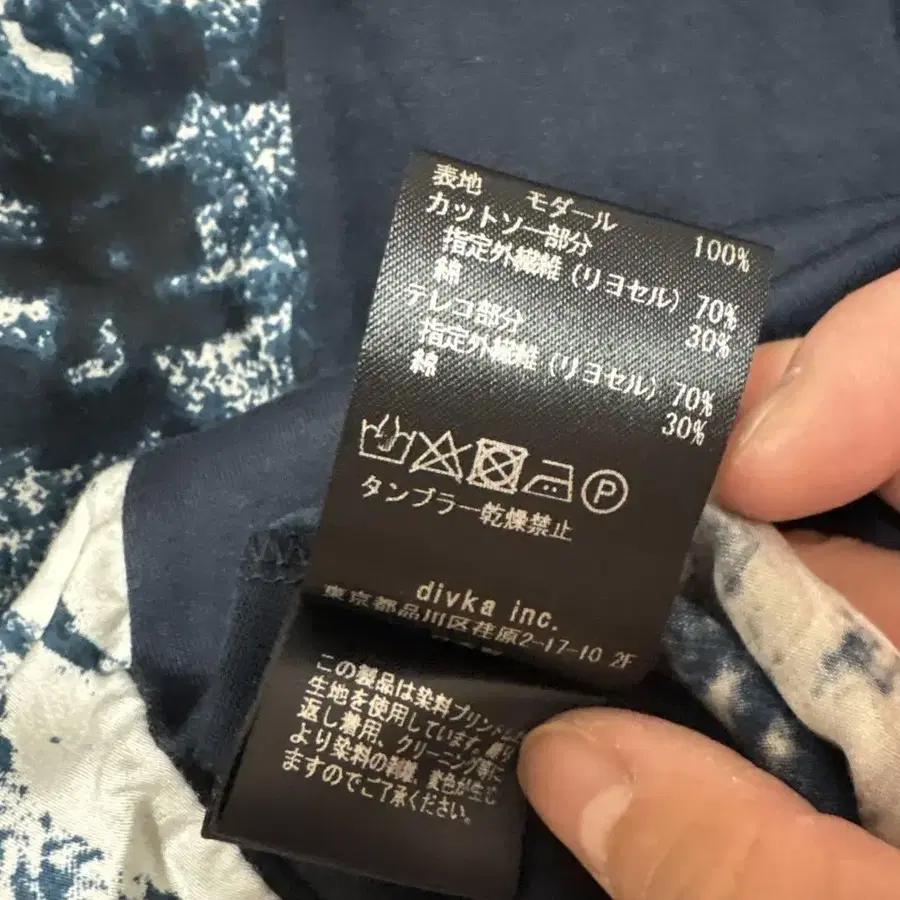 表地 モダール 100%
カットソー部分
指定外繊維(リヨセル) 70%
綿 30%
テレコ部分
指定外繊維(リヨセル) 70%
綿 30%
P
タンブラー乾燥禁止
divka inc.
東京都品川区荏原2-17-10 2F
この製品は染料プリント
生地を使用しています。
返し着用、クリーニング等に
より染料の剥離、変色が生じ
ますのでご了承ください。